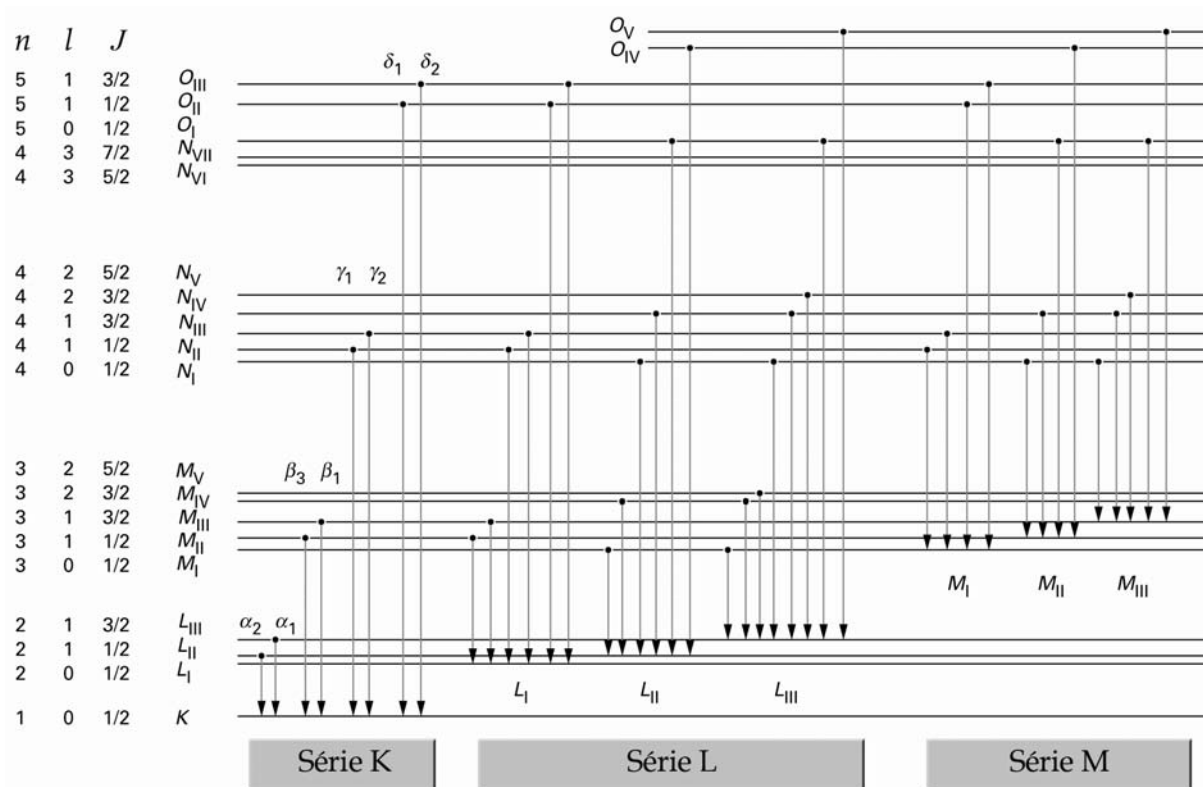 O_V
n l J O_IV
δ₁ δ₂
5 1 3/2 O_III
5 1 1/2 O_II
5 0 1/2 O_I
4 3 7/2 N_VII
4 3 5/2 N_VI
4 2 5/2 N_V γ₁ γ₂
4 2 3/2 N_IV
4 1 3/2 N_III
4 1 1/2 N_II
4 0 1/2 N_I
3 2 5/2 M_V β₃ β₁
3 2 3/2 M_IV
3 1 3/2 M_III
3 1 1/2 M_II
3 0 1/2 M_I
M_I M_II M_III
2 1 3/2 L_III α₂ α₁
2 1 1/2 L_II
2 0 1/2 L_I
L_I L_II L_III
1 0 1/2 K
Série K Série L Série M